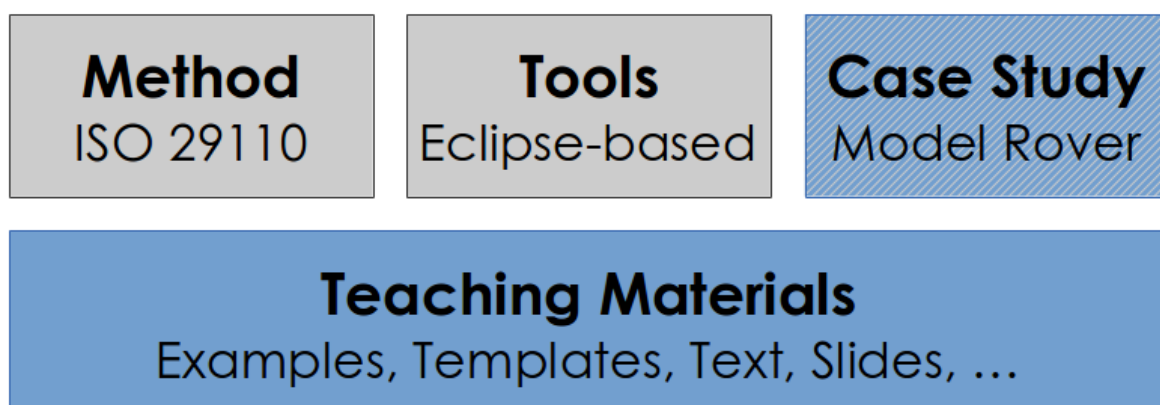 Method
ISO 29110
Tools
Eclipse-based
Case Study
Model Rover
Teaching Materials
Examples, Templates, Text, Slides, …